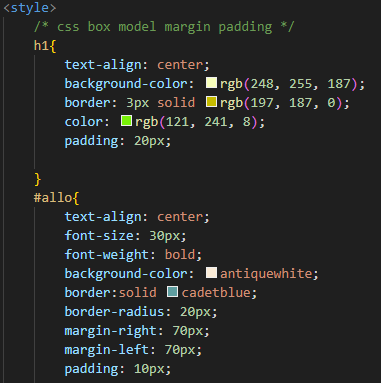 <style>
/* css box model margin padding */
h1{
text-align: center;
background-color: rgb(248, 255, 187);
border: 3px solid rgb(197, 187, 0);
color: rgb(121, 241, 8);
padding: 20px;
}
#allo{
text-align: center;
font-size: 30px;
font-weight: bold;
background-color: antiquewhite;
border:solid cadetblue;
border-radius: 20px;
margin-right: 70px;
margin-left: 70px;
padding: 10px;